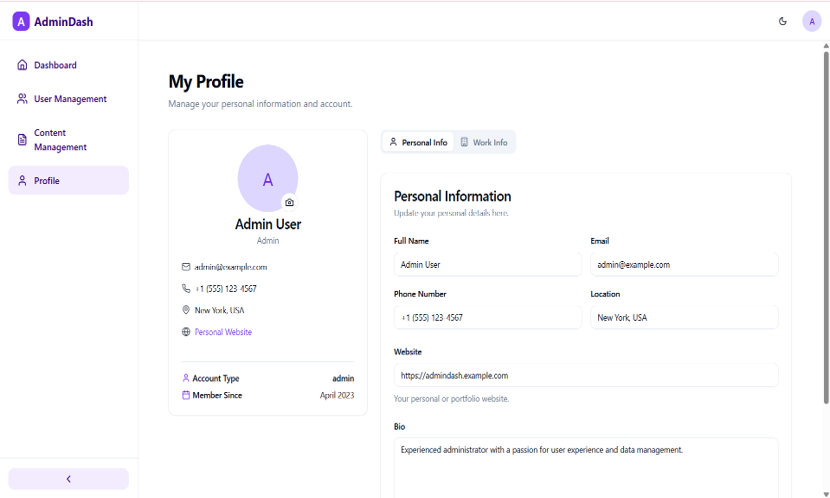 A AdminDash
A
Dashboard
User Management
Content
Management
Profile
My Profile
Manage your personal information and account.
A
Admin User
Admin
admin@example.com
+1 (555) 123-4567
New York, USA
Personal Website
Account Type admin
Member Since April 2023
Personal Info Work Info
Personal Information
Update your personal details here.
Full Name Email
Admin User admin@example.com
Phone Number Location
+1 (555) 123-4567 New York, USA
Website
https://admindash.example.com
Your personal or portfolio website.
Bio
Experienced administrator with a passion for user experience and data management.